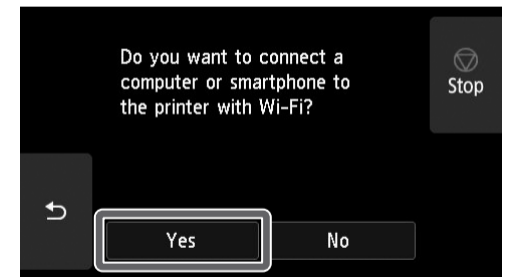 Do you want to connect a
computer or smartphone to
the printer with Wi-Fi?
Stop
Yes
No